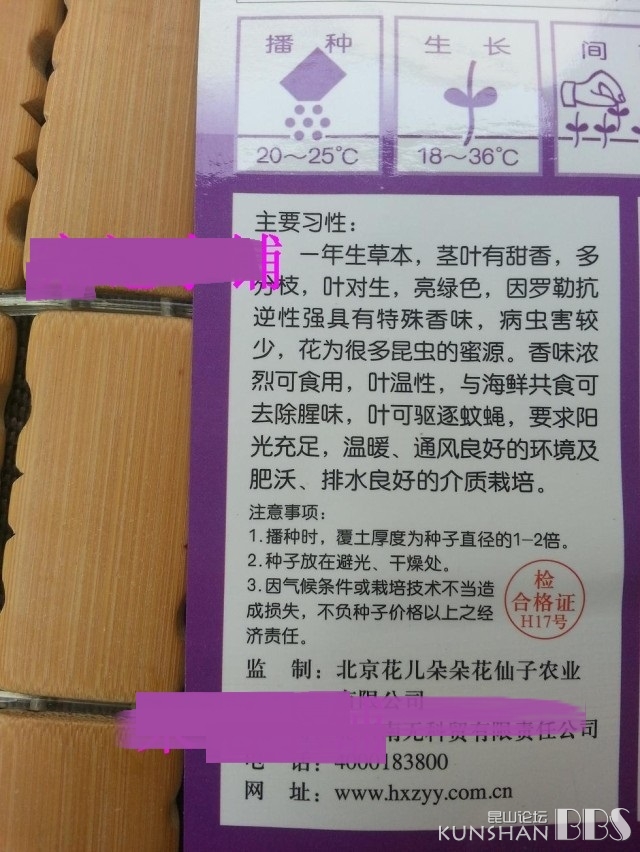 播种
20～25℃
生长
18～36℃
间
主要习性：
一年生草本，茎叶有甜香，多
分枝，叶对生，亮绿色，因罗勒抗
逆性强具有特殊香味，病虫害较
少，花为很多昆虫的蜜源。香味浓
烈可食用，叶温性，与海鲜共食可
去除腥味，叶可驱逐蚊蝇，要求阳
光充足，温暖、通风良好的环境及
肥沃、排水良好的介质栽培。
注意事项：
1.播种时，覆土厚度为种子直径的1-2倍。
2.种子放在避光、干燥处。
3.因气候条件或栽培技术不当造
成损失，不负种子价格以上之经
济责任。
检
合格证
H17号
监 制：北京花儿朵朵花仙子农业
有限公司
无科贸有限责任公司
电 话：4000183800
网 址：www.hxzyy.com.cn
铺
昆山论坛
KUNSHAN BBS